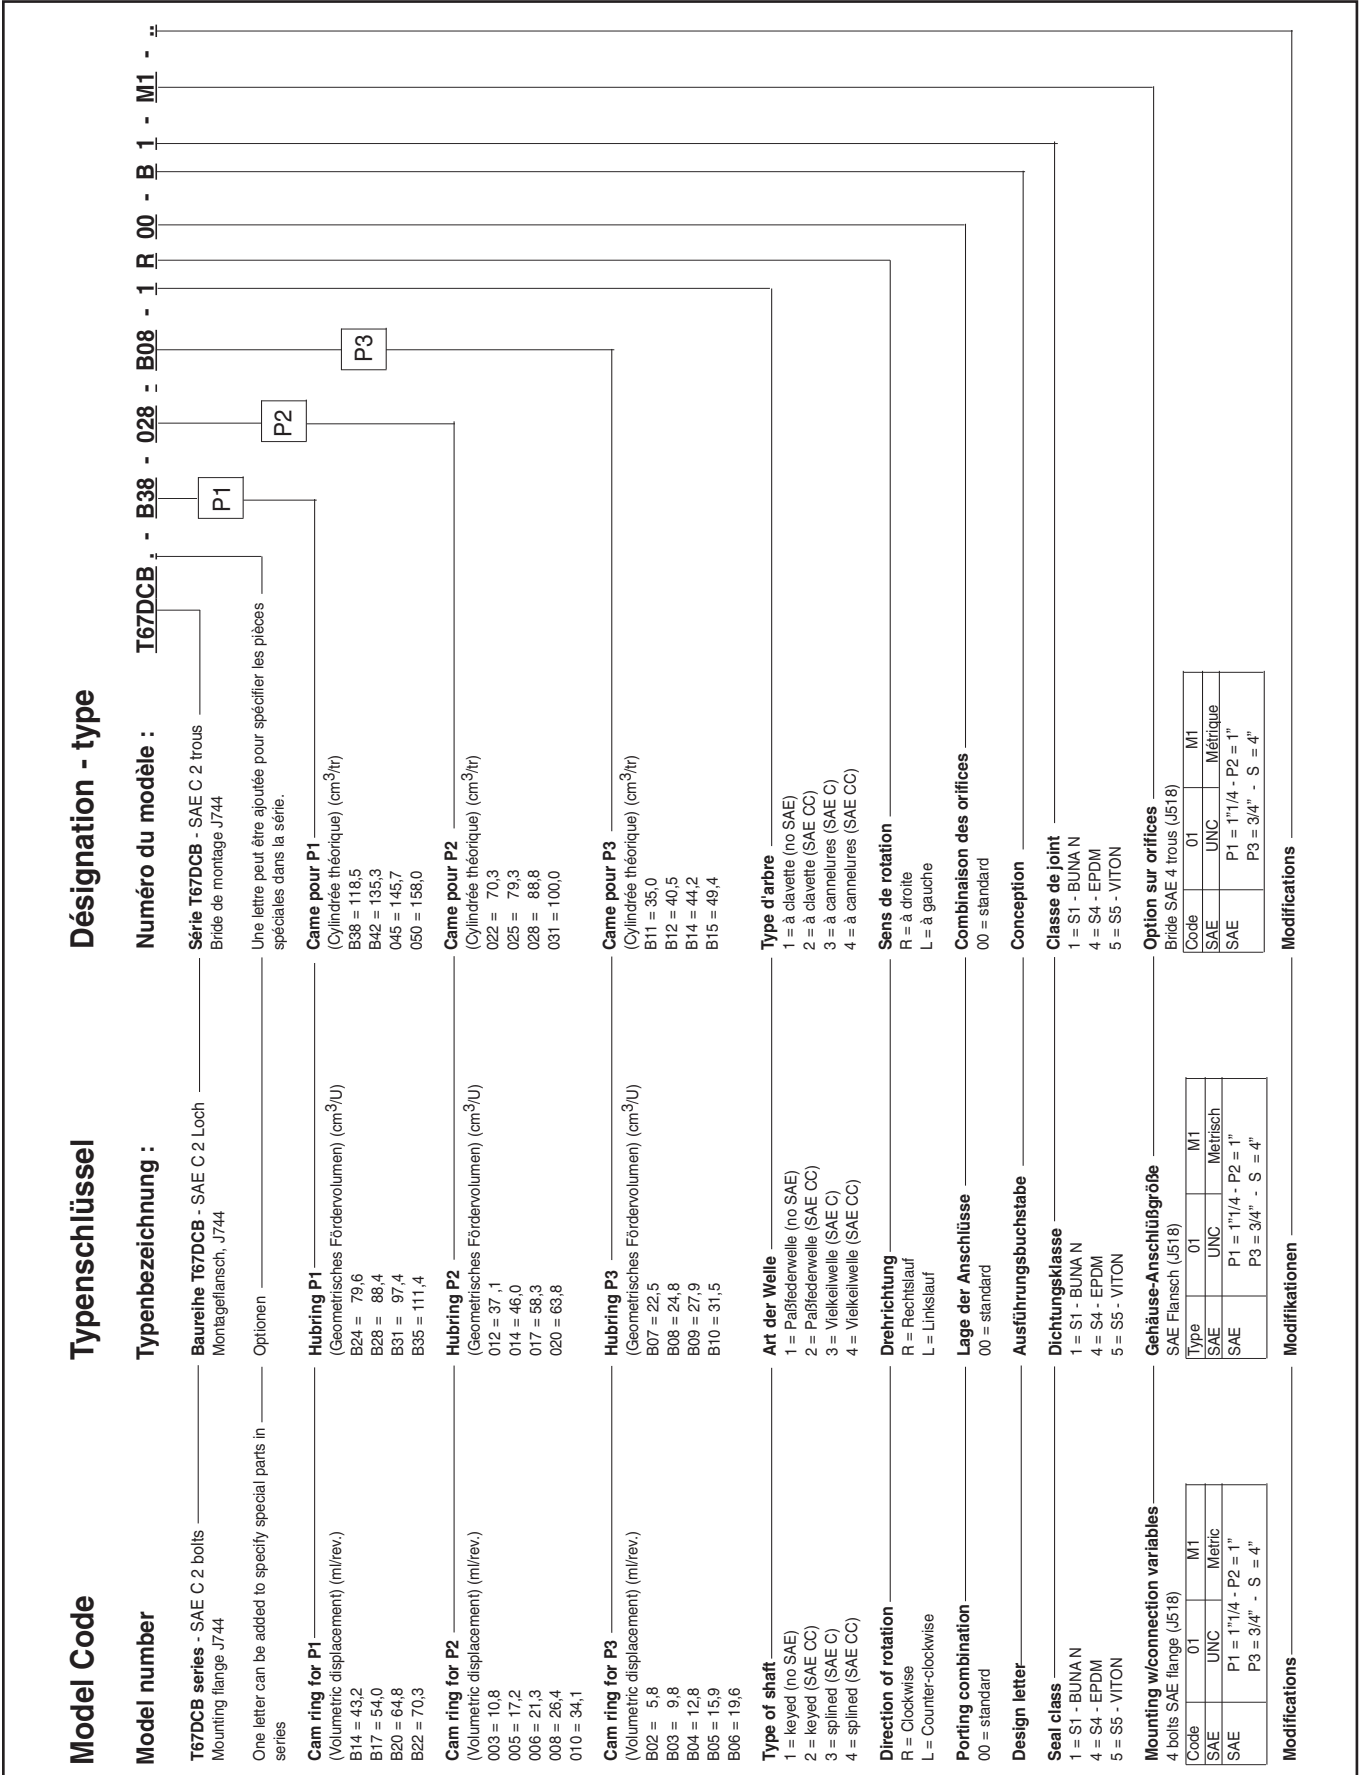 Model Code
Typenschlüssel
Désignation - type
Model number
Typenbezeichnung :
Numéro du modèle :
T67DCB . - B38 - 028 - B08 - 1 R 00 - B 1 - M1 - ..
P1
P2
P3
T67DCB series - SAE C 2 bolts
Mounting flange J744
Baureihe T67DCB - SAE C 2 Loch
Montageflansch, J744
Série T67DCB - SAE C 2 trous
Bride de montage J744
One letter can be added to specify special parts in
series
Optionen
Une lettre peut être ajoutée pour spécifier les pièces
spéciales dans la série.
Cam ring for P1
(Volumetric displacement) (ml/rev.)
B14 = 43,2
B17 = 54,0
B20 = 64,8
B22 = 70,3
Hubring P1
(Geometrisches Fördervolumen) (cm3/U)
B24 = 79,6
B28 = 88,4
B31 = 97,4
B35 = 111,4
Came pour P1
(Cylindrée théorique) (cm3/tr)
B38 = 118,5
B42 = 135,3
045 = 145,7
050 = 158,0
Cam ring for P2
(Volumetric displacement) (ml/rev.)
003 = 10,8
005 = 17,2
006 = 21,3
008 = 26,4
010 = 34,1
Hubring P2
(Geometrisches Fördervolumen) (cm3/U)
012 = 37 ,1
014 = 46,0
017 = 58,3
020 = 63,8
Came pour P2
(Cylindrée théorique) (cm3/tr)
022 = 70,3
025 = 79,3
028 = 88,8
031 = 100,0
Cam ring for P3
(Volumetric displacement) (ml/rev.)
B02 = 5,8
B03 = 9,8
B04 = 12,8
B05 = 15,9
B06 = 19,6
Hubring P3
(Geometrisches Fördervolumen) (cm3/U)
B07 = 22,5
B08 = 24,8
B09 = 27,9
B10 = 31,5
Came pour P3
(Cylindrée théorique) (cm3/tr)
B11 = 35,0
B12 = 40,5
B14 = 44,2
B15 = 49,4
Type of shaft
1 = keyed (no SAE)
2 = keyed (SAE CC)
3 = splined (SAE C)
4 = splined (SAE CC)
Art der Welle
1 = Paßfederwelle (no SAE)
2 = Paßfederwelle (SAE CC)
3 = Vielkeilwelle (SAE C)
4 = Vielkeilwelle (SAE CC)
Type d'arbre
1 = à clavette (no SAE)
2 = à clavette (SAE CC)
3 = à cannelures (SAE C)
4 = à cannelures (SAE CC)
Direction of rotation
R = Clockwise
L = Counter-clockwise
Drehrichtung
R = Rechtslauf
L = Linkslauf
Sens de rotation
R = à droite
L = à gauche
Porting combination
00 = standard
Lage der Anschlüsse
00 = standard
Combinaison des orifices
00 = standard
Design letter
Ausführungsbuchstabe
Conception
Seal class
1 = S1 - BUNA N
4 = S4 - EPDM
5 = S5 - VITON
Dichtungsklasse
1 = S1 - BUNA N
4 = S4 - EPDM
5 = S5 - VITON
Classe de joint
1 = S1 - BUNA N
4 = S4 - EPDM
5 = S5 - VITON
Mounting w/connection variables
4 bolts SAE flange (J518)
Code 01 M1
SAE UNC Metric
SAE P1 = 1"1/4 - P2 = 1"
P3 = 3/4" - S = 4"
Gehäuse-Anschlüßgröße
SAE Flansch (J518)
Type 01 M1
SAE UNC Metrisch
SAE P1 = 1"1/4 - P2 = 1"
P3 = 3/4" - S = 4"
Option sur orifices
Bride SAE 4 trous (J518)
Code 01 M1
SAE UNC Métrique
SAE P1 = 1"1/4 - P2 = 1"
P3 = 3/4" - S = 4"
Modifications
Modifikationen
Modifications